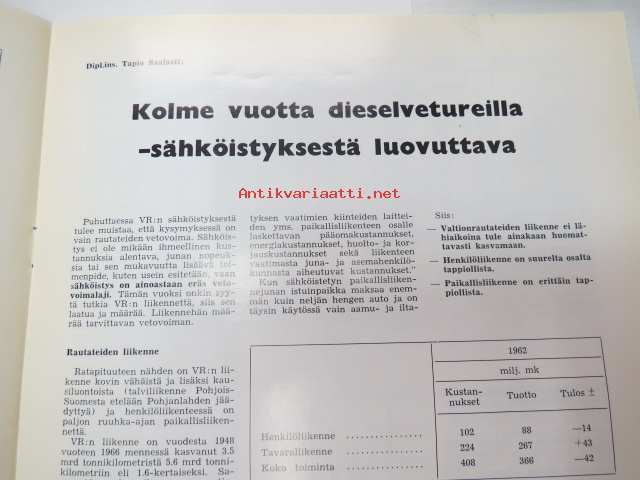 Dipl.ins. Tapio Saalasti:
Kolme vuotta dieselvetureilla
–sähköistyksestä luovuttava
Antikvariaatti.net
Puhuttaessa VR:n sähköistyksestä
tulee muistaa, että kysymyksessä on
vain rautateiden vetovoima. Sähköis-
tys ei ole mikään ihmeellinen kus-
tannuksia alentava, junan nopeuk-
sia tai sen mukavuutta lisäävä toi-
menpide, kuten usein esitetään, vaan
sähköistys on ainoastaan eräs veto-
voimalaji. Tämän vuoksi onkin syy-
tä tutkia VR:n liikennettä, siis sen
laatua ja määrää. Liikennehän mää-
rää tarvittavan vetovoiman.
Rautateiden liikenne
Ratapituuteen nähden on VR:n lii-
kenne kovin vähäistä ja lisäksi kau-
siluontoista (talviliikenne Pohjois-
Suomesta etelään Pohjanlahden jää-
dyttyä) ja henkilöliikenteessä on
paljon ruuhka-ajan paikallisliiken-
nettä.
VR:n liikenne on vuodesta 1948
vuoteen 1966 mennessä kasvanut 3.5
mrd tonnikilometristä 5.6 mrd tonni-
kilometriin eli 1.6-kertaiseksi. Sa-
tyksen vaatimien kiinteiden laittei-
den yms. paikallisliikenteen osalle
laskettavan pääomakustannukset,
energiakustannukset, huolto- ja kor-
jauskustannukset sekä liikenteen
vaatimasta juna- ja asemahenkilö-
kunnasta aiheutuvat kustannukset."
Kun sähköistetyn paikallisliiken-
nejunan istuinpaikka maksaa enem-
män kuin neljän hengen auto ja on
täysin käytössä vain aamu- ja ilta-
Siis:
— Valtionrautateiden liikenne ei lä-
hiaikoina tule ainakaan huomat-
tavasti kasvamaan.
— Henkilöliikenne on suurelta osalta
tappiollista.
— Paikallisliikenne on erittäin tap-
piollista.
1962
milj. mk
Kustan-
nukset Tuotto Tulos ±
Henkilöliikenne ................ 102 88 —14
Tavaraliikenne ................ 224 267 +43
Koko toiminta ................ 408 366 —42